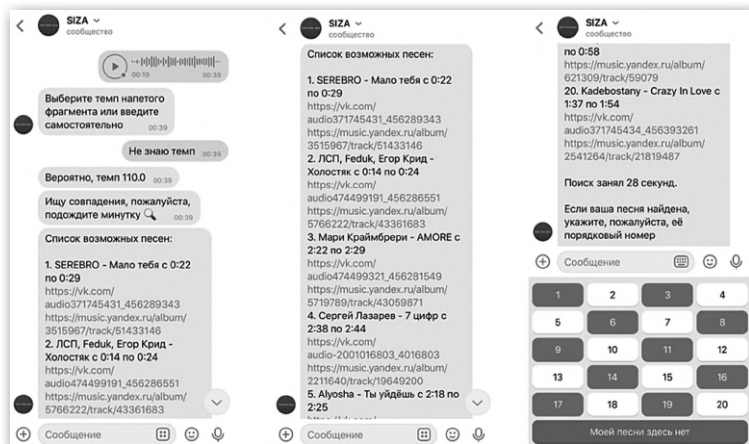 SIZA
сообщество
00:10
00:39
Выберите темп напетого
фрагмента или введите
самостоятельно
00:39
Не знаю темп
00:39
Вероятно, темп 110.0
00:39
Ищу совпадения, пожалуйста,
подождите минутку
00:39
Список возможных песен:
1. SEREBRO - Мало тебя с 0:22
по 0:29
https://vk.com/
audio371745431_456289343
https://music.yandex.ru/album/
3515967/track/51433146
2. ЛСП, Feduk, Егор Крид -
Холостяк с 0:14 по 0:24
https://vk.com/
audio474499191_456286551
https://music.yandex.ru/album/
5766222/track/43361683
Сообщение
SIZA
сообщество
Список возможных песен:
1. SEREBRO - Мало тебя с 0:22
по 0:29
https://vk.com/
audio371745431_456289343
https://music.yandex.ru/album/
3515967/track/51433146
2. ЛСП, Feduk, Егор Крид -
Холостяк с 0:14 по 0:24
https://vk.com/
audio474499191_456286551
https://music.yandex.ru/album/
5766222/track/43361683
3. Мари Краймбрери - AMORE с
2:22 по 2:29
https://vk.com/
audio474499321_456281549
https://music.yandex.ru/album/
5719789/track/43059871
4. Сергей Лазарев - 7 цифр с
2:38 по 2:44
https://vk.com/
audio-2001016803_4016803
https://music.yandex.ru/album/
2211640/track/19649200
5. Alyosha - Ты уйдёшь с 2:18 по
2:25
Сообщение
SIZA
сообщество
по 0:58
https://music.yandex.ru/album/
621309/track/59079
20. Kadebostany - Crazy In Love с
1:37 по 1:54
https://vk.com/
audio371745434_456393261
https://music.yandex.ru/album/
2541264/track/21819487
Поиск занял 28 секунд.
Если ваша песня найдена,
укажите, пожалуйста, её
порядковый номер
Сообщение
1 2 3 4
5 6 7 8
9 10 11 12
13 14 15 16
17 18 19 20
Моей песни здесь нет